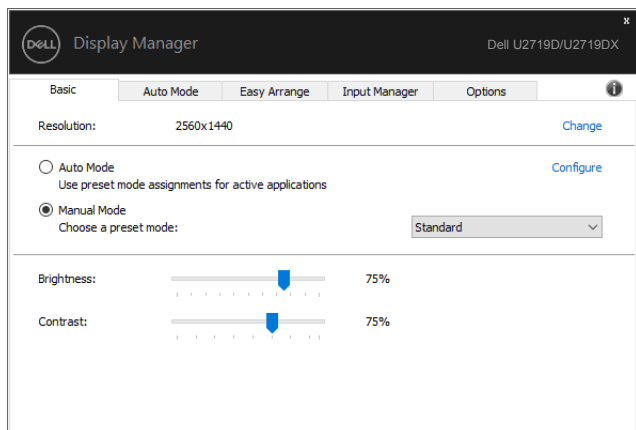 DELL Display Manager
x
Dell U2719D/U2719DX
Basic Auto Mode Easy Arrange Input Manager Options i
Resolution: 2560x1440 Change
Auto Mode Configure
Use preset mode assignments for active applications
Manual Mode
Choose a preset mode: Standard
Brightness: 75%
Contrast: 75%